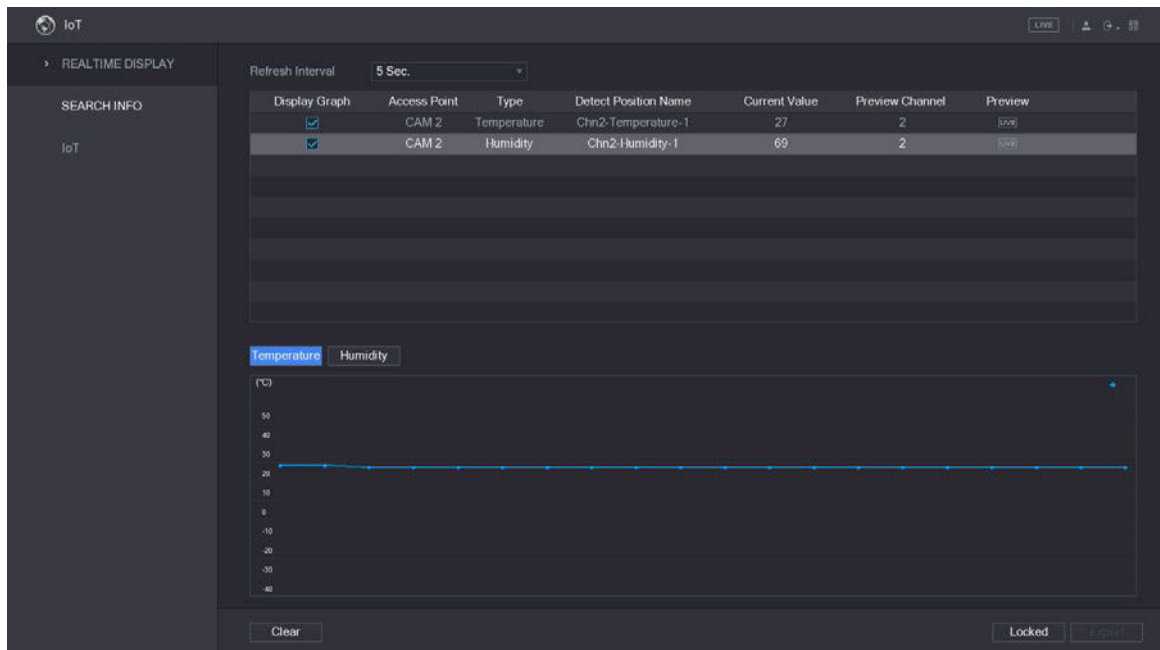 IoT LIVE
REALTIME DISPLAY
SEARCH INFO
IoT
Refresh Interval 5 Sec.
Display Graph Access Point Type Detect Position Name Current Value Preview Channel Preview
CAM 2 Temperature Chn2-Temperature-1 27 2 LIVE
CAM 2 Humidity Chn2-Humidity-1 69 2 LIVE
Temperature Humidity
(°C)
50
40
30
20
10
0
-10
-20
-30
-40
Clear Locked Export